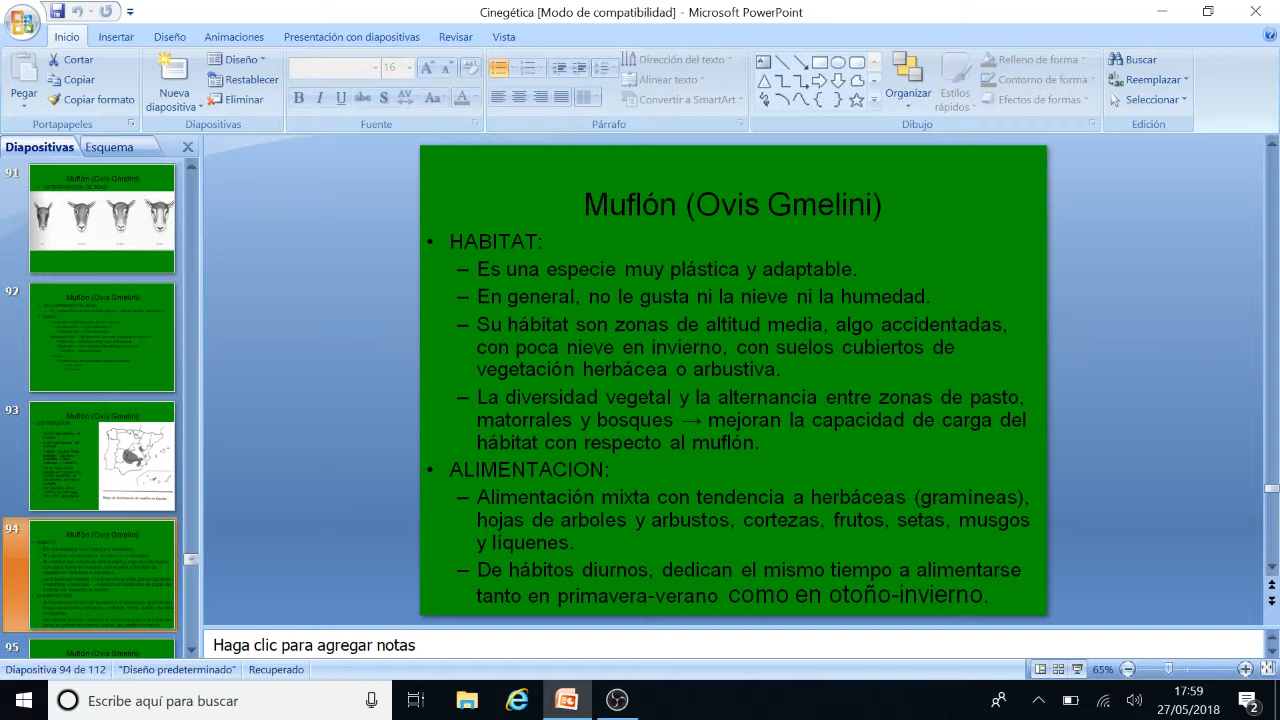 Cinegética [Modo de compatibilidad] - Microsoft PowerPoint
Inicio Insertar Diseño Animaciones Presentación con diapositivas Revisar Vista
Cortar
Copiar
Copiar formato
Pegar
Portapapeles
Nueva diapositiva
Diseño
Restablecer
Eliminar
Diapositivas
16
Fuente
Párrafo
Dirección del texto
Alinear texto
Convertir a SmartArt
Organizar
Estilos rápidos
Relleno de forma
Contorno de forma
Efectos de formas
Dibujo
Buscar
Reemplazar
Seleccionar
Edición
Diapositivas Esquema
91
Muflón (Ovis Gmelini)
92
Muflón (Ovis Gmelini)
93
Muflón (Ovis Gmelini)
94
Muflón (Ovis Gmelini)
95
Muflón (Ovis Gmelini)
Muflón (Ovis Gmelini)
• HABITAT:
– Es una especie muy plástica y adaptable.
– En general, no le gusta ni la nieve ni la humedad.
– Su hábitat son zonas de altitud media, algo accidentadas,
con poca nieve en invierno, con suelos cubiertos de
vegetación herbácea o arbustiva.
– La diversidad vegetal y la alternancia entre zonas de pasto,
matorrales y bosques → mejoran la capacidad de carga del
hábitat con respecto al muflón.
• ALIMENTACION:
– Alimentación mixta con tendencia a herbáceas (gramíneas),
hojas de arboles y arbustos, cortezas, frutos, setas, musgos
y líquenes.
– De hábitos diurnos, dedican el mismo tiempo a alimentarse
tanto en primavera-verano como en otoño-invierno.
Haga clic para agregar notas
Diapositiva 94 de 112 "Diseño predeterminado" Recuperado 65%
Escribe aquí para buscar
17:59
27/05/2018
2